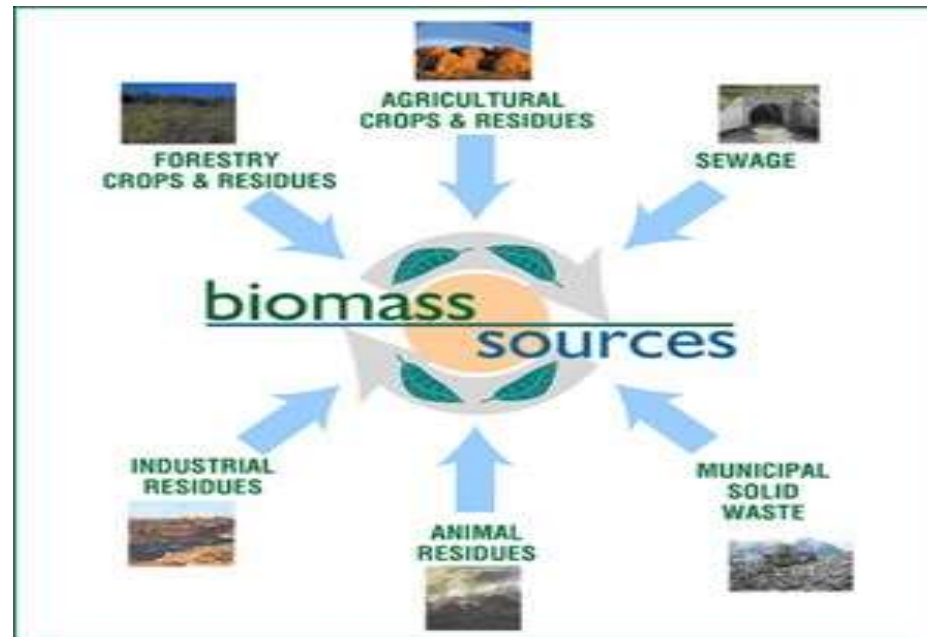 AGRICULTURAL
CROPS & RESIDUES
FORESTRY
CROPS & RESIDUES
SEWAGE
biomass
sources
INDUSTRIAL
RESIDUES
ANIMAL
RESIDUES
MUNICIPAL
SOLID
WASTE